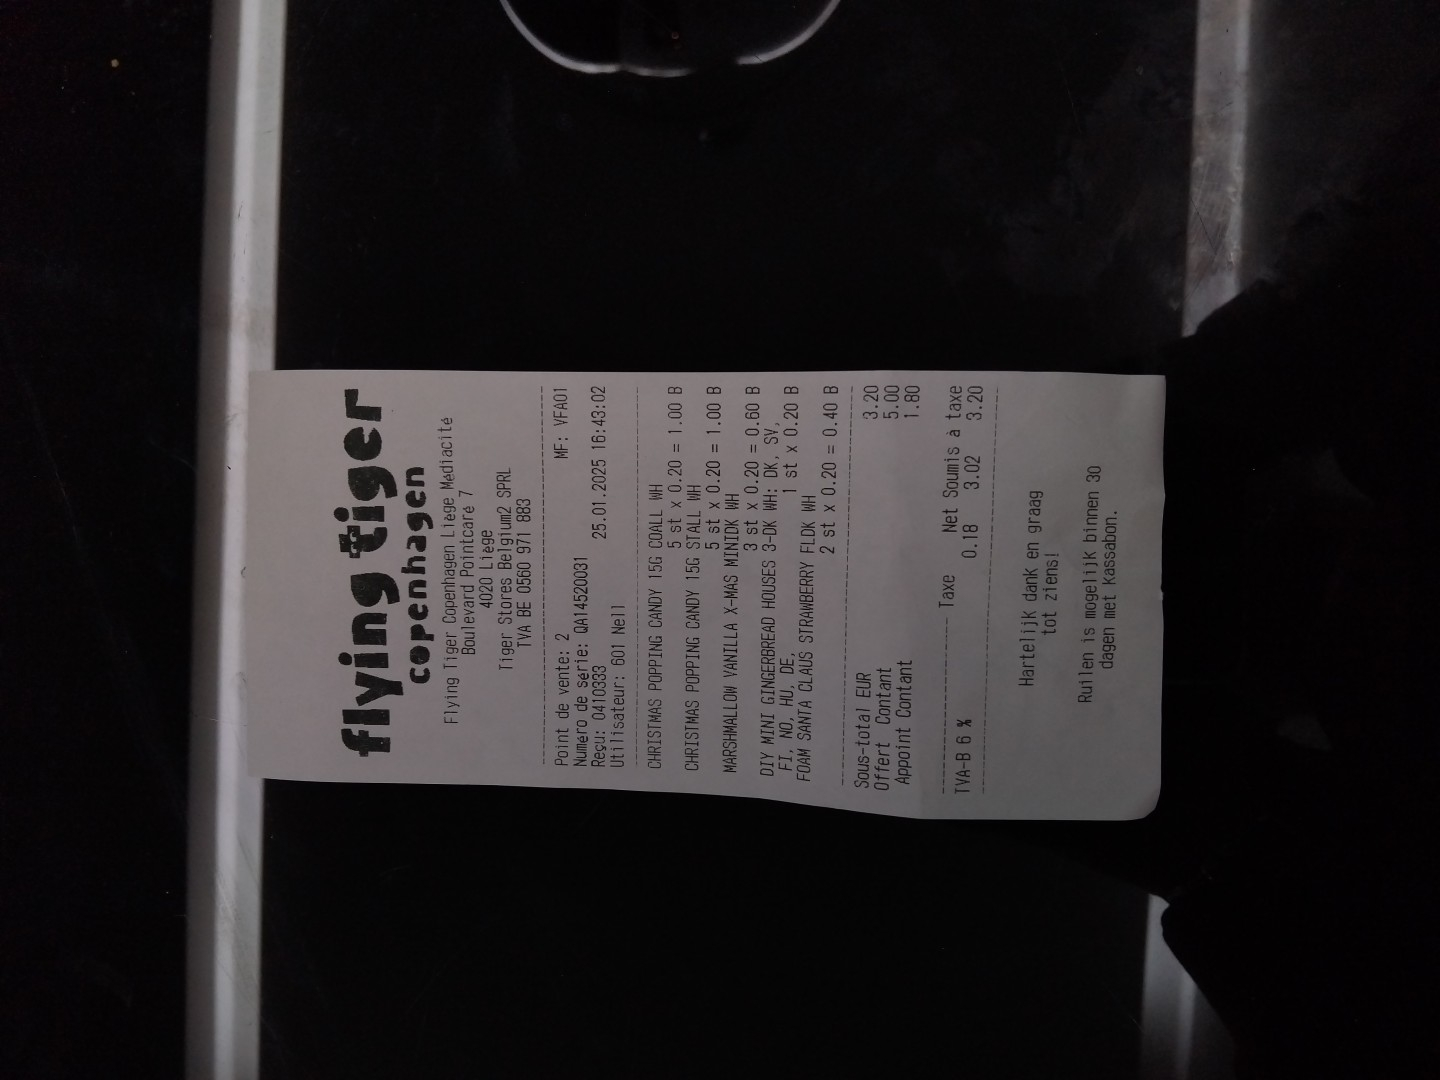 flying tiger
copenhagen
Flying Tiger Copenhagen Liège Médiacité
Boulevard Pointcaré 7
4020 Liège
Tiger Stores Belgium2 SPRL
TVA BE 0560 971 883
Point de vente: 2 MF: VFA01
Numéro de série: QA14520031
Reçu: 0410333 25.01.2025 16:43:02
Utilisateur: 601 Nell
CHRISTMAS POPPING CANDY 15G COALL WH
5 st x 0.20 = 1.00 B
CHRISTMAS POPPING CANDY 15G STALL WH
5 st x 0.20 = 1.00 B
MARSHMALLOW VANILLA X-MAS MINIDK WH
3 st x 0.20 = 0.60 B
DIY MINI GINGERBREAD HOUSES 3-DK WH: DK, SV,
FI, NO, HU, DE, 1 st x 0.20 B
FOAM SANTA CLAUS STRAWBERRY FLDK WH
2 st x 0.20 = 0.40 B
Sous-total EUR 3.20
Offert Contant 5.00
Appoint Contant 1.80
Taxe Net Soumis à taxe
TVA-B 6 % 0.18 3.02 3.20
Hartelijk dank en graag
tot ziens!
Ruilen is mogelijk binnen 30
dagen met kassabon.